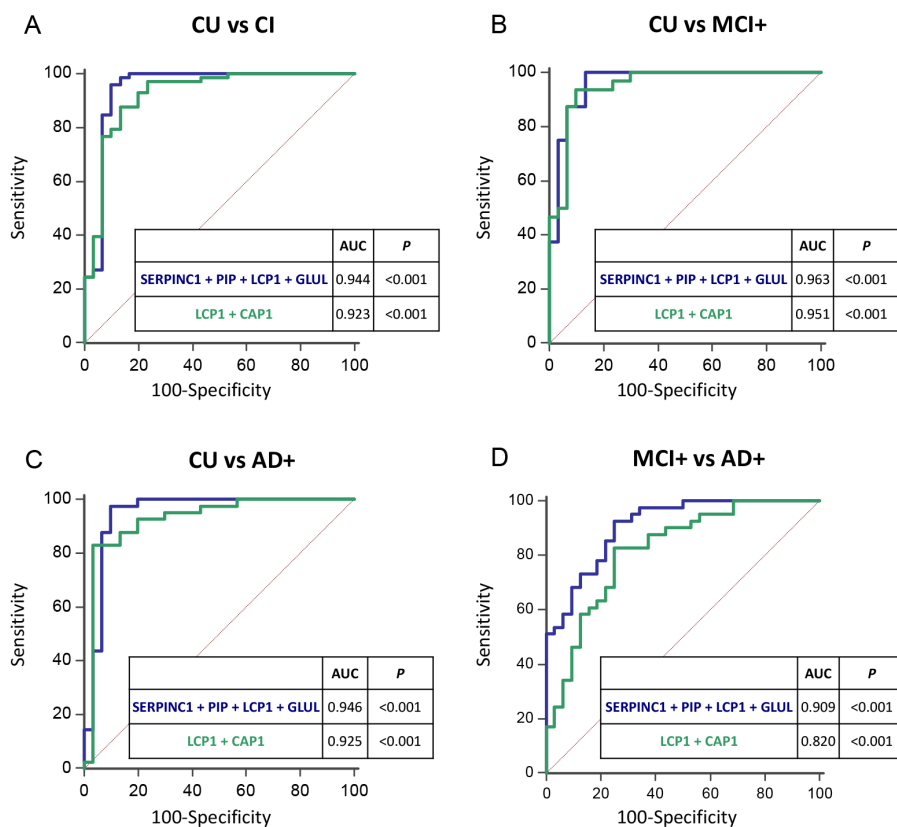 A
CU vs CI
Sensitivity
100
80
60
40
20
0
AUC P
SERPINC1 + PIP + LCP1 + GLUL 0.944 <0.001
LCP1 + CAP1 0.923 <0.001
0 20 40 60 80 100
100-Specificity
B
CU vs MCI+
Sensitivity
100
80
60
40
20
0
AUC P
SERPINC1 + PIP + LCP1 + GLUL 0.963 <0.001
LCP1 + CAP1 0.951 <0.001
0 20 40 60 80 100
100-Specificity
C
CU vs AD+
Sensitivity
100
80
60
40
20
0
AUC P
SERPINC1 + PIP + LCP1 + GLUL 0.946 <0.001
LCP1 + CAP1 0.925 <0.001
0 20 40 60 80 100
100-Specificity
D
MCI+ vs AD+
Sensitivity
100
80
60
40
20
0
AUC P
SERPINC1 + PIP + LCP1 + GLUL 0.909 <0.001
LCP1 + CAP1 0.820 <0.001
0 20 40 60 80 100
100-Specificity